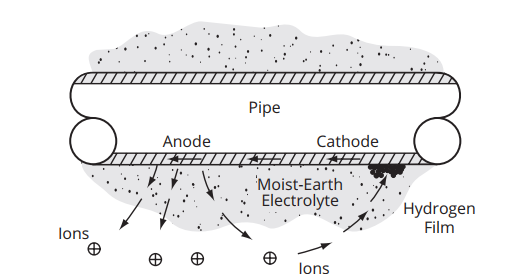 Pipe
Anode
Cathode
Moist-Earth
Electrolyte
Hydrogen
Film
Ions
Ions